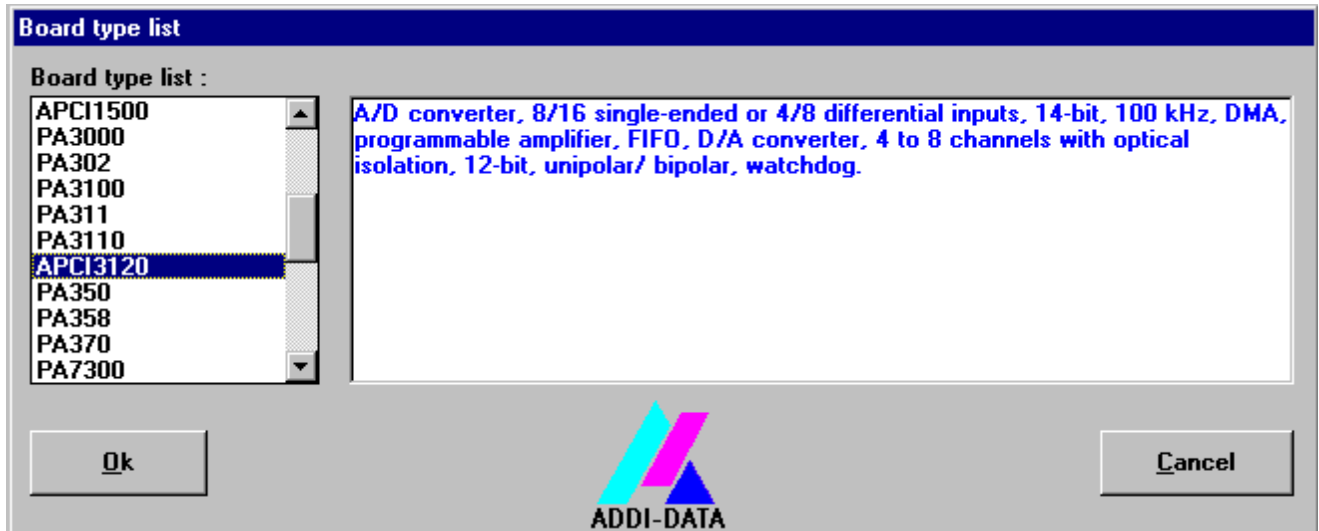 Board type list
Board type list :
APCI1500
PA3000
PA302
PA3100
PA311
PA3110
APCI3120
PA350
PA358
PA370
PA7300
A/D converter, 8/16 single-ended or 4/8 differential inputs, 14-bit, 100 kHz, DMA,
programmable amplifier, FIFO, D/A converter, 4 to 8 channels with optical
isolation, 12-bit, unipolar/ bipolar, watchdog.
Ok
Cancel
ADDI-DATA